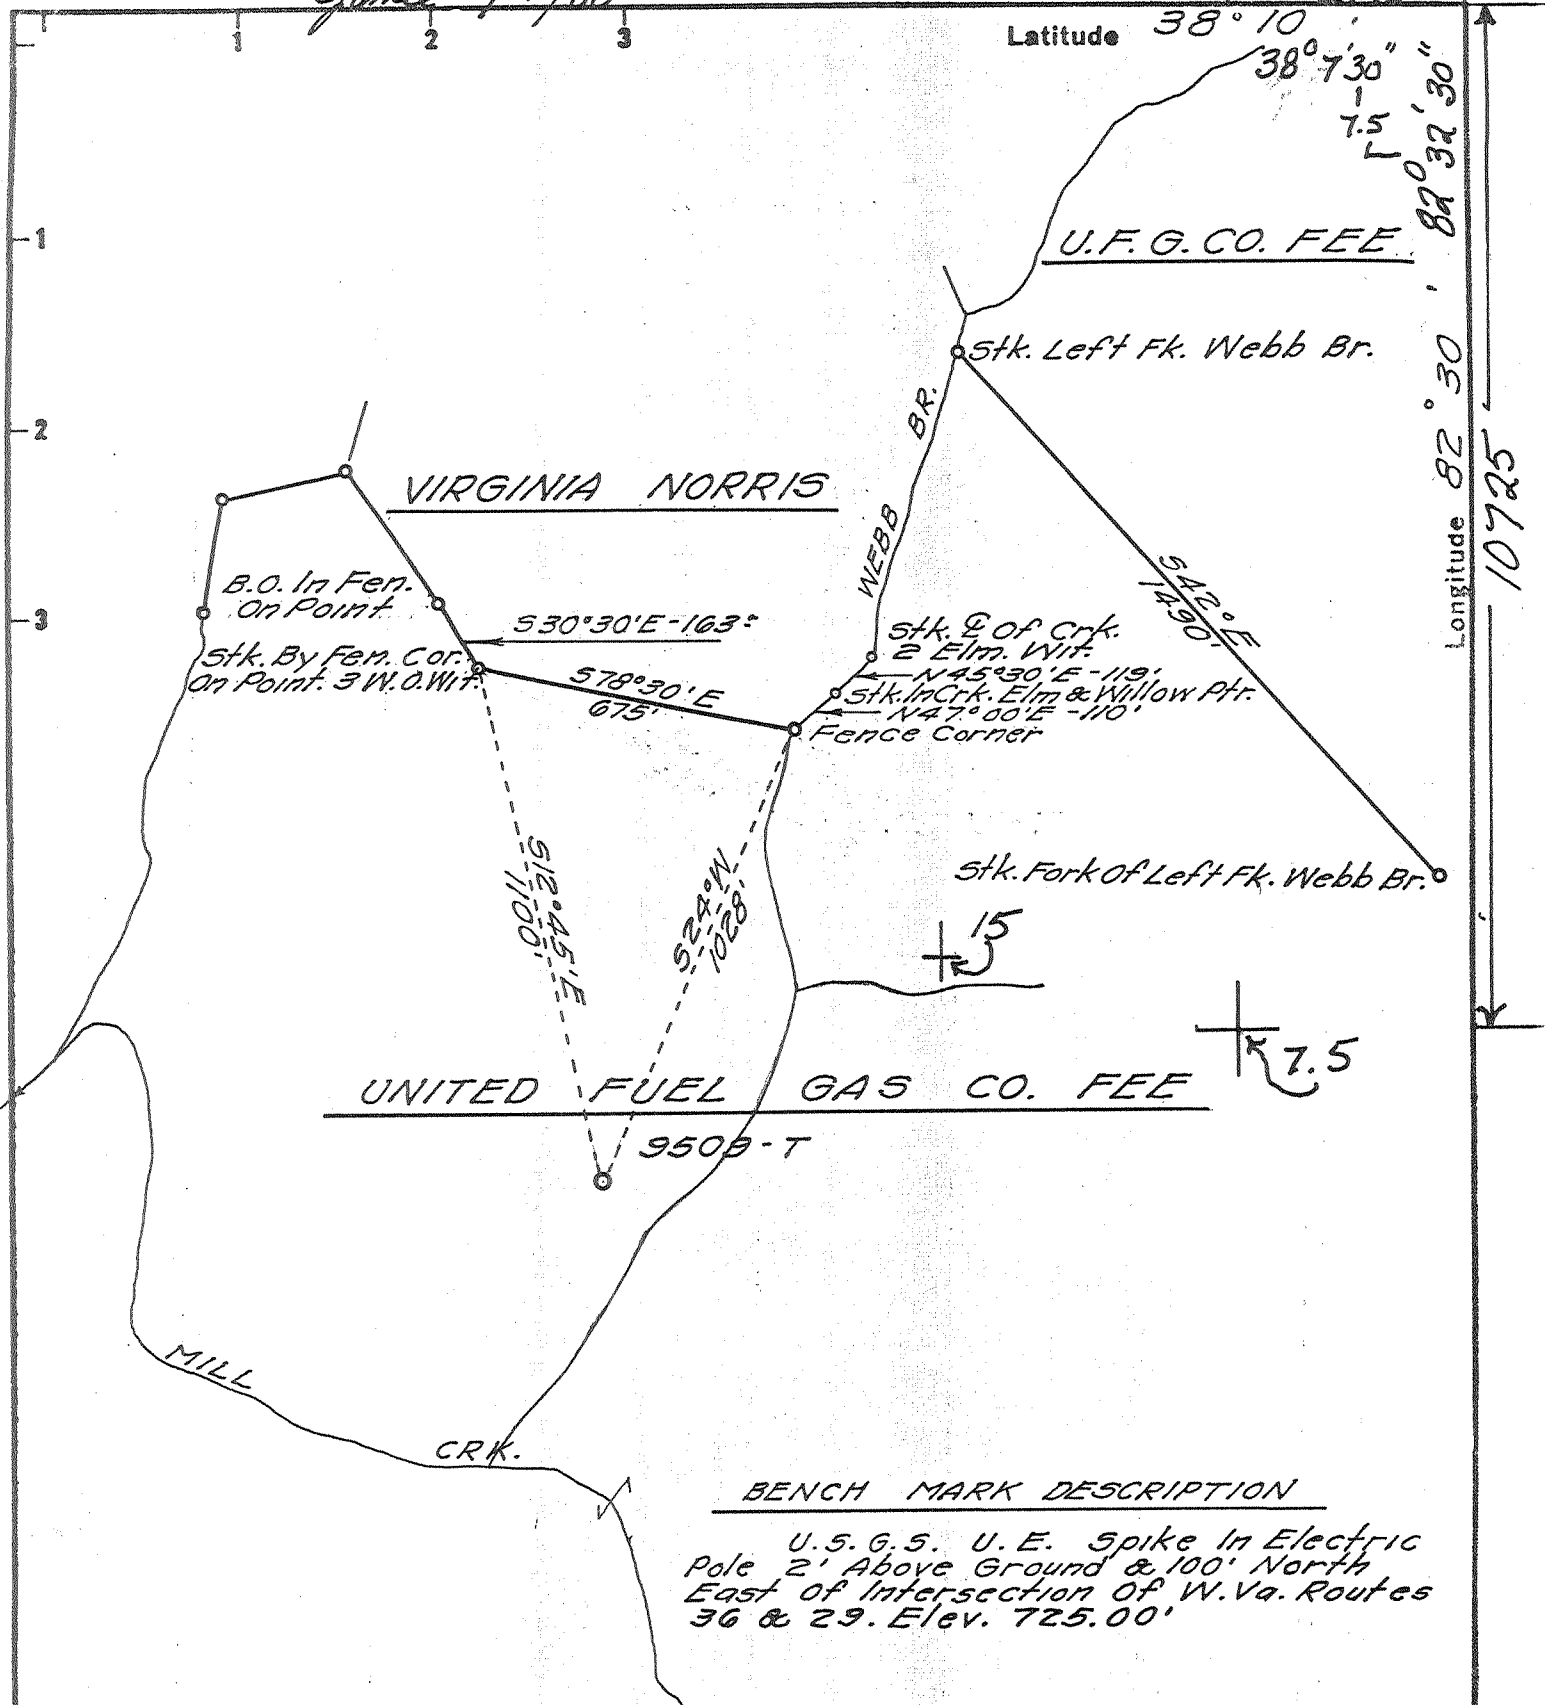 1
2
3
Latitude 38° 10 '
38° 7'30"
7.5
82° 32' 30"
1
U.F.G.CO. FEE
Stk. Left Fk. Webb Br.
2
BR.
WEBB
VIRGINIA NORRIS
Longitude 82 ° 30 '
10725
S42°E
1490'
B.O. In Fen.
On Point
3
S30°30'E-163±
Stk. ℄ Of Crk.
2 Elm. Wit.
Stk. By Fen. Cor.
On Point. 3 W.O. Wit.
N45°30'E-119'
S78°30'E
675'
Stk. In Crk. Elm & Willow Ptr.
N47°00'E-110'
Fence Corner
S12°45'E
1100'
S24°W
1028'
Stk. Fork Of Left Fk. Webb Br.
15
7.5
UNITED FUEL GAS CO. FEE
9509-T
MILL
CRK.
BENCH MARK DESCRIPTION
U.S.G.S. U.E. Spike In Electric
Pole 2' Above Ground & 100' North
East Of Intersection Of W.Va. Routes
36 & 29. Elev. 725.00'